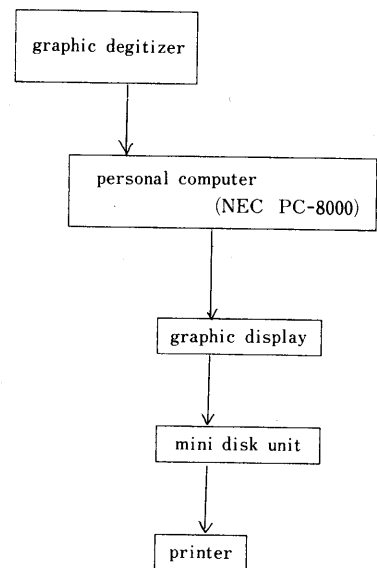 graphic degitizer
personal computer
(NEC PC-8000)
graphic display
mini disk unit
printer